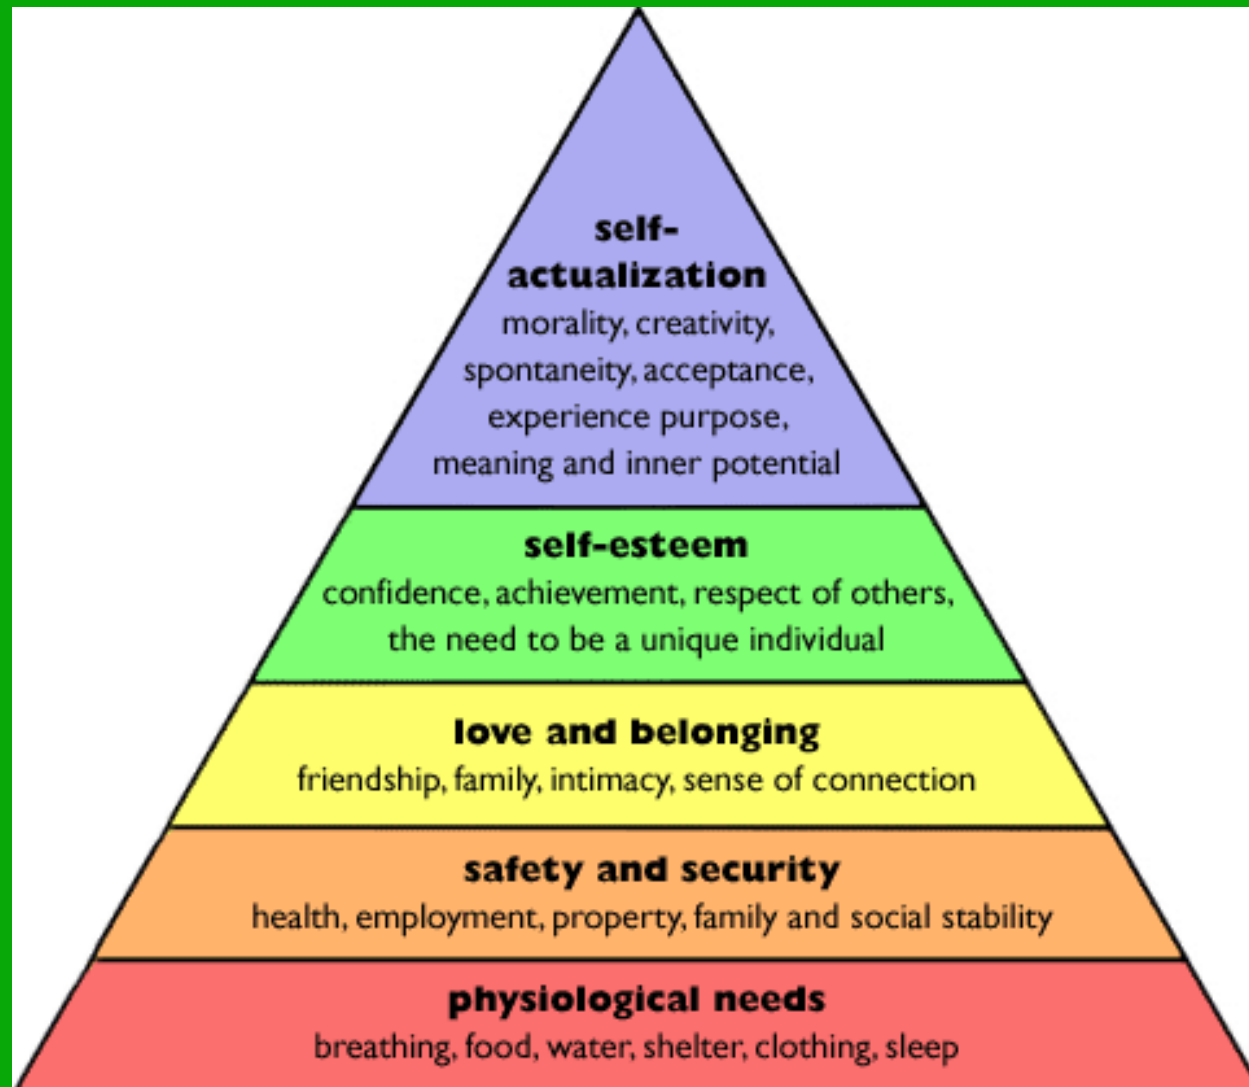 self-
actualization
morality, creativity,
spontaneity, acceptance,
experience purpose,
meaning and inner potential
self-esteem
confidence, achievement, respect of others,
the need to be a unique individual
love and belonging
friendship, family, intimacy, sense of connection
safety and security
health, employment, property, family and social stability
physiological needs
breathing, food, water, shelter, clothing, sleep